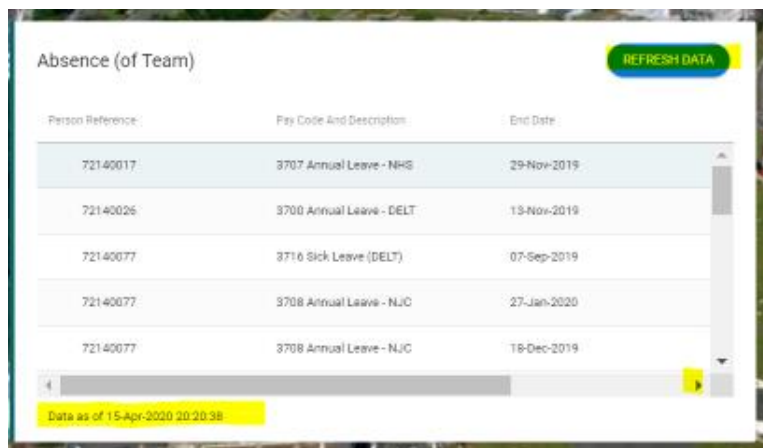 Absence (of Team)
REFRESH DATA
Person Reference Pay Code And Description End Date
72140017 3707 Annual Leave - NHS 29-Nov-2019
72140026 3700 Annual Leave - DELT 13-Nov-2019
72140077 3716 Sick Leave (DELT) 07-Sep-2019
72140077 3708 Annual Leave - NJC 27-Jan-2020
72140077 3708 Annual Leave - NJC 18-Dec-2019
Data as of 15-Apr-2020 20:20:38